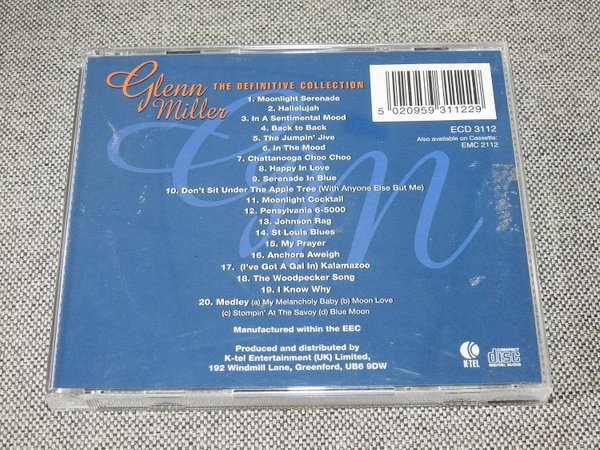 Glenn Miller THE DEFINITIVE COLLECTION
1. Moonlight Serenade
2. Hallelujah
3. In A Sentimental Mood
4. Back to Back
5. The Jumpin' Jive
6. In The Mood
7. Chattanooga Choo Choo
8. Happy In Love
9. Serenade In Blue
10. Don't Sit Under The Apple Tree (With Anyone Else But Me)
11. Moonlight Cocktail
12. Pensylvania 6-5000
13. Johnson Rag
14. St Louis Blues
15. My Prayer
16. Anchors Aweigh
17. (I've Got A Gal In) Kalamazoo
18. The Woodpecker Song
19. I Know Why
20. Medley (a) My Melancholy Baby (b) Moon Love
(c) Stompin' At The Savoy (d) Blue Moon
Manufactured within the EEC
Produced and distributed by
K-tel Entertainment (UK) Limited,
192 Windmill Lane, Greenford, UB6 9DW
5 020959 311229
ECD 3112
Also available on Cassette:
EMC 2112
GM
K-TEL
COMPACT
disc
DIGITAL AUDIO